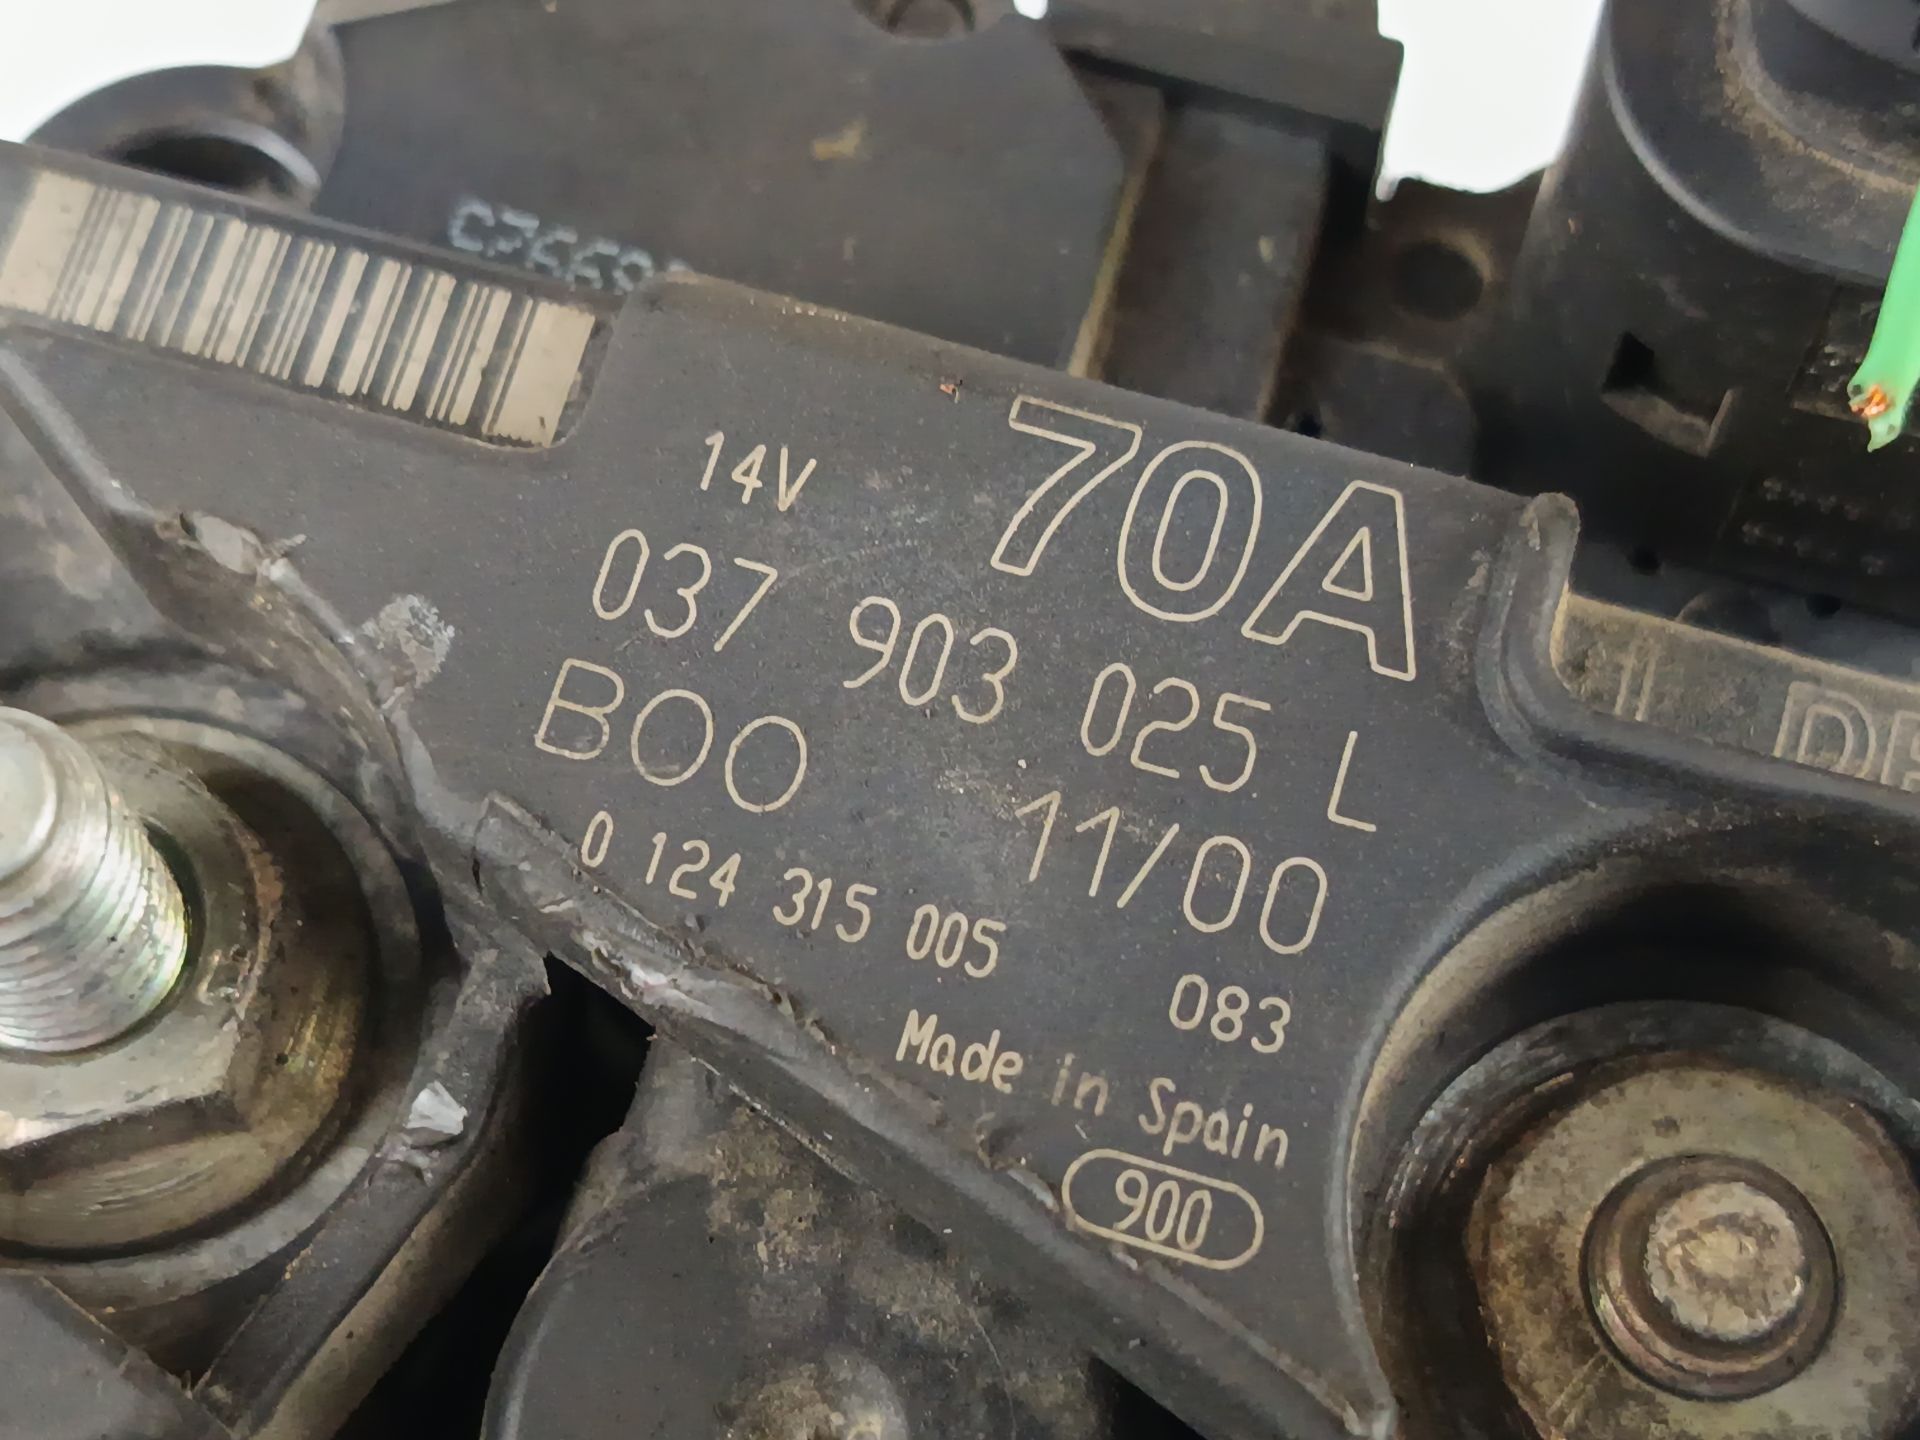 14V 70A
037 903 025 L
BOO 11/00
0 124 315 005 083
Made in Spain
900